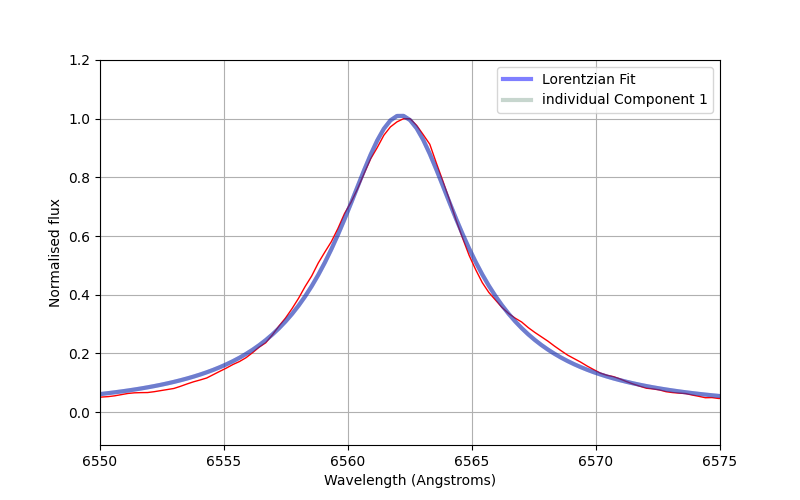 1.2
1.0
0.8
0.6
0.4
0.2
0.0
Normalised flux
Lorentzian Fit
individual Component 1
6550 6555 6560 6565 6570 6575
Wavelength (Angstroms)